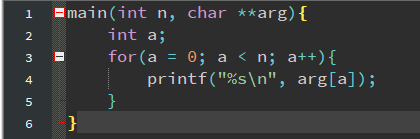 1 main(int n, char **arg){
2     int a;
3     for(a = 0; a < n; a++){
4         printf("%s\n", arg[a]);
5     }
6 }